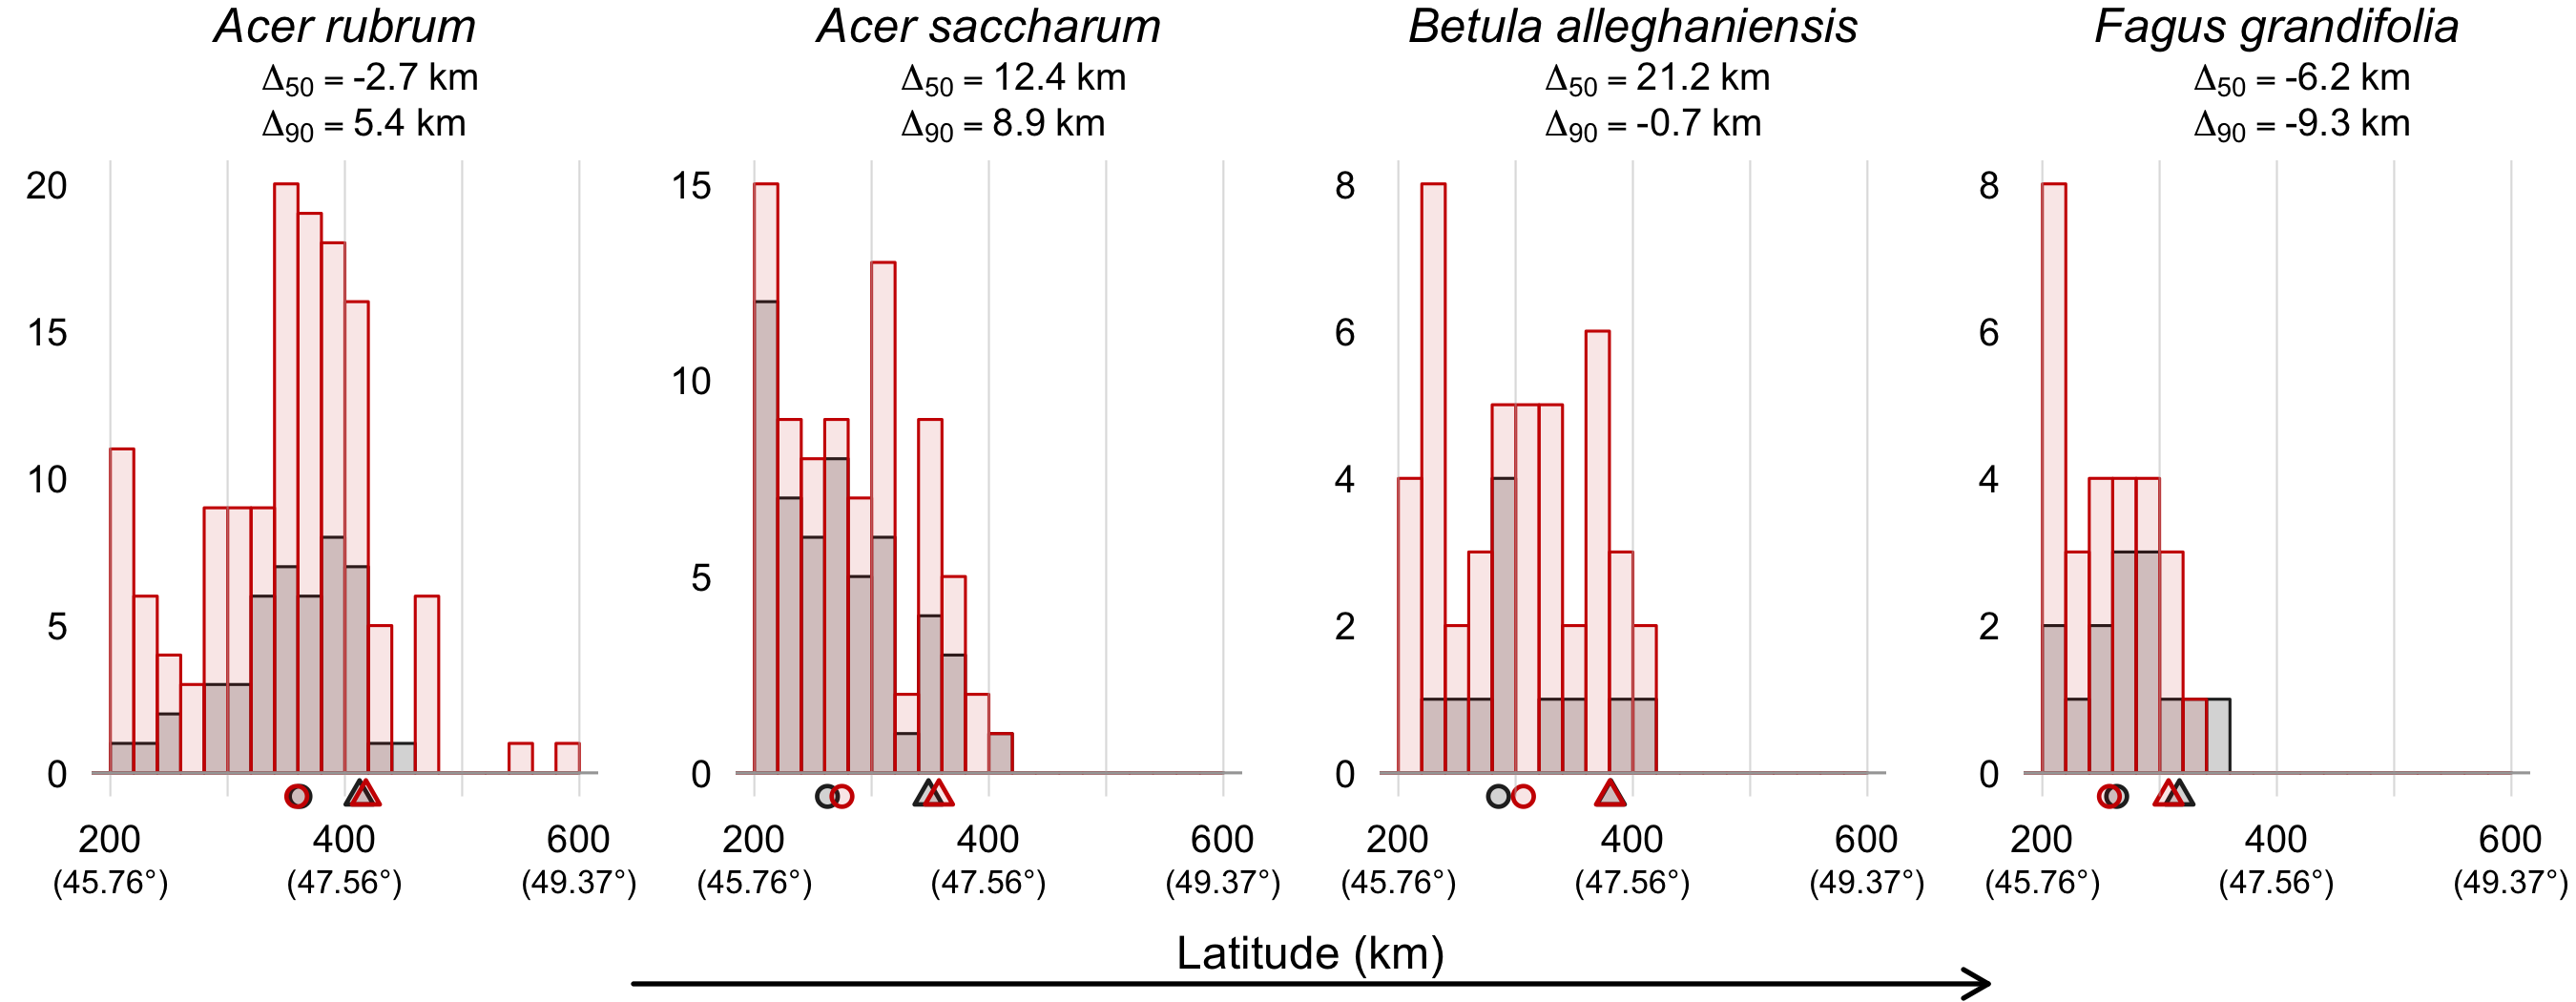 Acer rubrum
Δ50 = -2.7 km
Δ90 = 5.4 km
20
15
10
5
0
200 400 600
(45.76°) (47.56°) (49.37°)
Acer saccharum
Δ50 = 12.4 km
Δ90 = 8.9 km
15
10
5
0
200 400 600
(45.76°) (47.56°) (49.37°)
Betula alleghaniensis
Δ50 = 21.2 km
Δ90 = -0.7 km
8
6
4
2
0
200 400 600
(45.76°) (47.56°) (49.37°)
Fagus grandifolia
Δ50 = -6.2 km
Δ90 = -9.3 km
8
6
4
2
0
200 400 600
(45.76°) (47.56°) (49.37°)
Latitude (km)